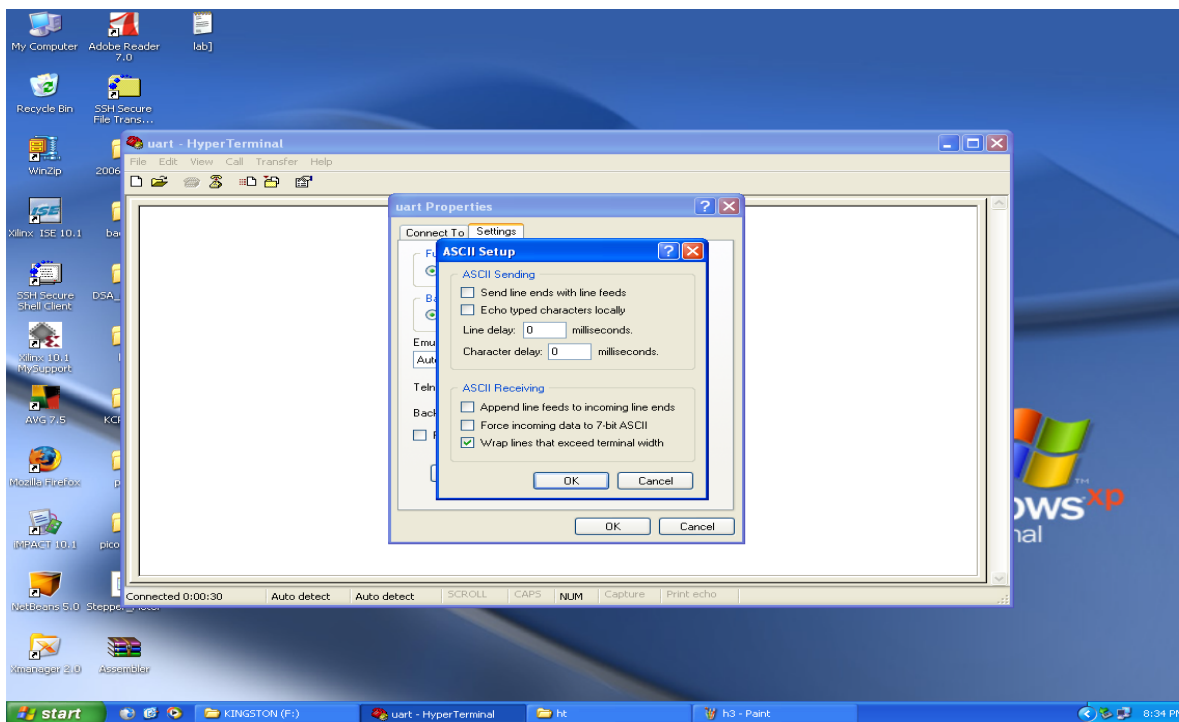 My Computer
Adobe Reader 7.0
lab]
Recycle Bin
SSH Secure File Trans...
WinZip
2006
Xilinx ISE 10.1
SSH Secure Shell Client
DSA_
Xilinx 10.1 MySupport
AVG 7.5
Mozilla Firefox
iMPACT 10.1
pico
NetBeans 5.0
Xmanager 2.0
Assembler
uart - HyperTerminal
File Edit View Call Transfer Help
uart Properties
Connect To Settings
ASCII Setup
ASCII Sending
Send line ends with line feeds
Echo typed characters locally
Line delay: 0 milliseconds.
Character delay: 0 milliseconds.
ASCII Receiving
Append line feeds to incoming line ends
Force incoming data to 7-bit ASCII
Wrap lines that exceed terminal width
OK Cancel
Emu
Teln
OK Cancel
Connected 0:00:30 Auto detect Auto detect SCROLL CAPS NUM Capture Print echo
TM
ows xp
nal
start KINGSTON (F:) uart - HyperTerminal ht h3 - Paint 8:34 PM